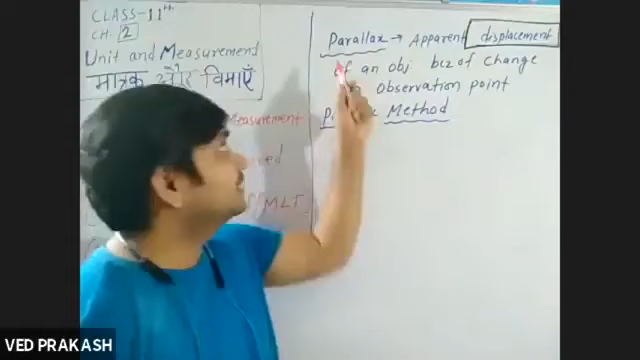 CLASS-11th
CH. 2
Unit and Measurement
मात्रक और विमाएँ
Measurement
MLT
Parallax → Apparent displacement
of an obj bcz of change
observation point
Method
VED PRAKASH